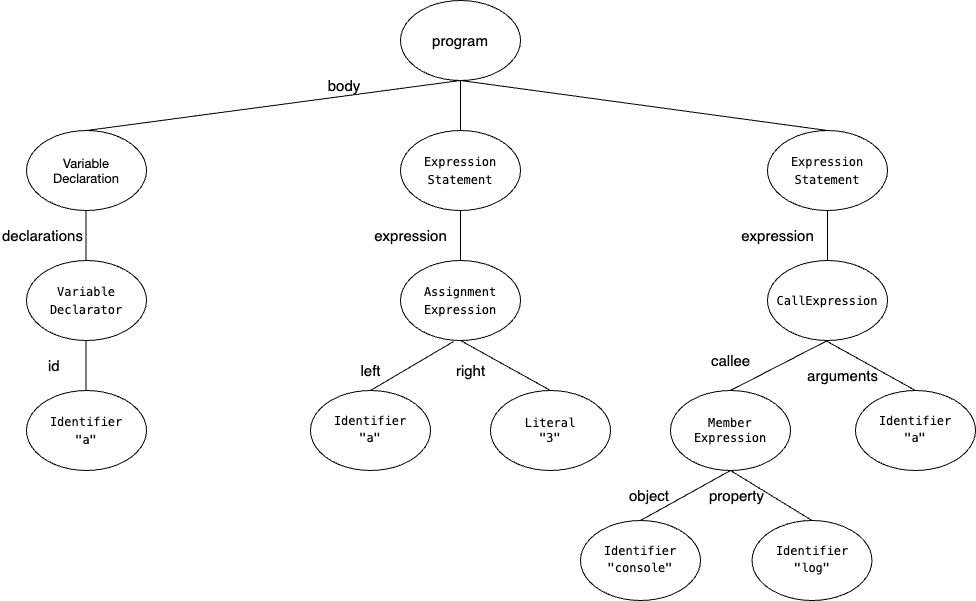 program
body
Variable
Declaration
Expression
Statement
Expression
Statement
declarations
expression
expression
Variable
Declarator
Assignment
Expression
CallExpression
id
left
right
callee
arguments
Identifier
"a"
Identifier
"a"
Literal
"3"
Member
Expression
Identifier
"a"
object
property
Identifier
"console"
Identifier
"log"